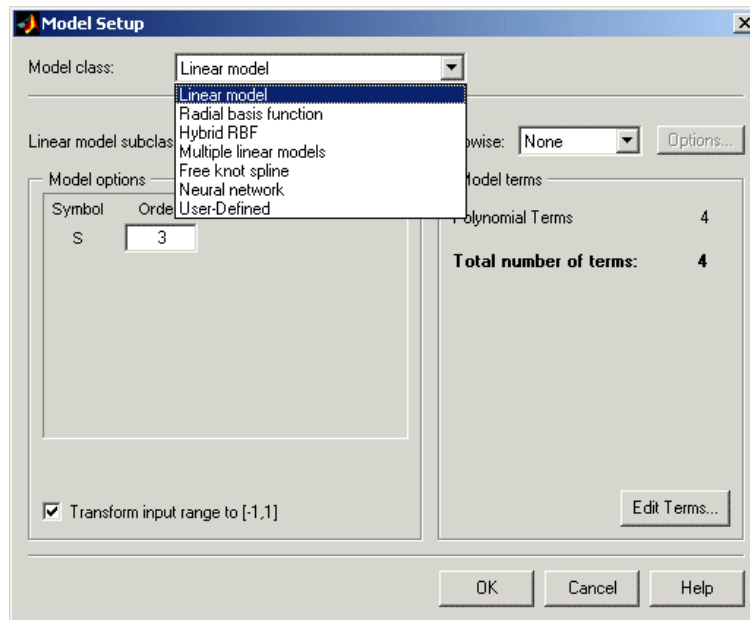 Model Setup
Model class: Linear model
Linear model
Radial basis function
Hybrid RBF
Multiple linear models
Free knot spline
Neural network
User-Defined
Linear model subclas
None
Options...
Model options
Symbol Orde
S 3
Transform input range to [-1,1]
Model terms
Polynomial Terms 4
Total number of terms: 4
Edit Terms...
OK Cancel Help